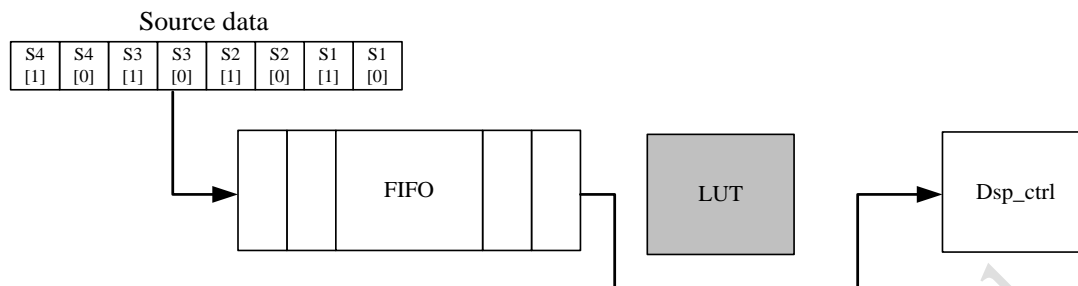 Source data
S4 S4 S3 S3 S2 S2 S1 S1
[1] [0] [1] [0] [1] [0] [1] [0]
FIFO
LUT
Dsp_ctrl